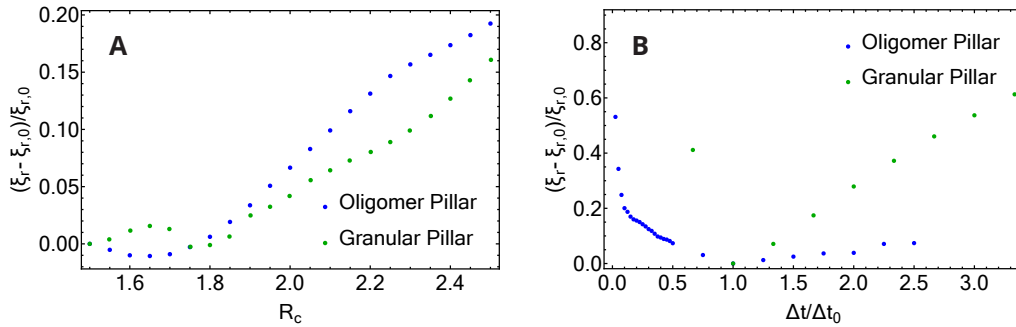 A
(ξr - ξr,0)/ξr,0
0.20
0.15
0.10
0.05
0.00
1.6 1.8 2.0 2.2 2.4
Rc
Oligomer Pillar
Granular Pillar
B
(ξr - ξr,0)/ξr,0
0.8
0.6
0.4
0.2
0.0
0.0 0.5 1.0 1.5 2.0 2.5 3.0
Δt/Δt0
Oligomer Pillar
Granular Pillar